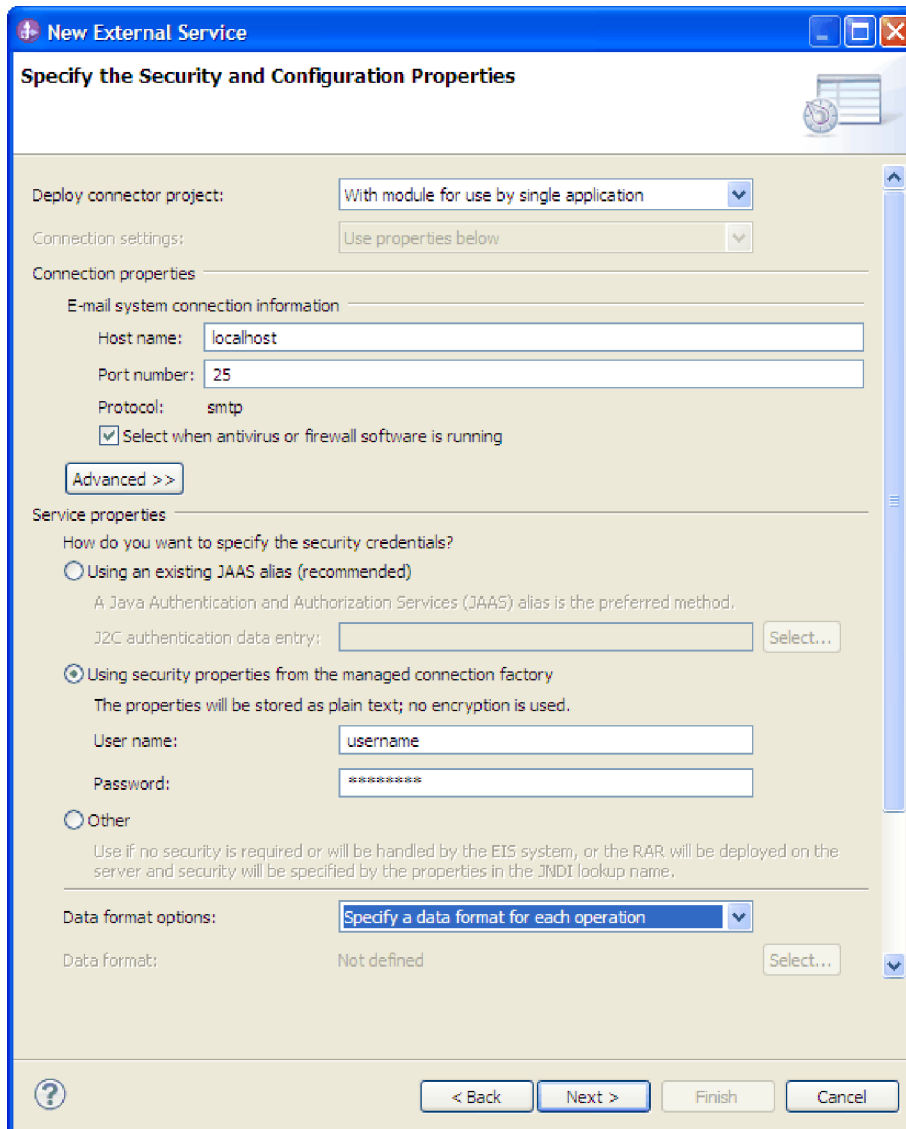 New External Service
Specify the Security and Configuration Properties
Deploy connector project: With module for use by single application
Connection settings: Use properties below
Connection properties
E-mail system connection information
Host name: localhost
Port number: 25
Protocol: smtp
Select when antivirus or firewall software is running
Advanced >>
Service properties
How do you want to specify the security credentials?
Using an existing JAAS alias (recommended)
A Java Authentication and Authorization Services (JAAS) alias is the preferred method.
J2C authentication data entry: Select...
Using security properties from the managed connection factory
The properties will be stored as plain text; no encryption is used.
User name: username
Password: ********
Other
Use if no security is required or will be handled by the EIS system, or the RAR will be deployed on the
server and security will be specified by the properties in the JNDI lookup name.
Data format options: Specify a data format for each operation
Data format: Not defined Select...
? < Back Next > Finish Cancel